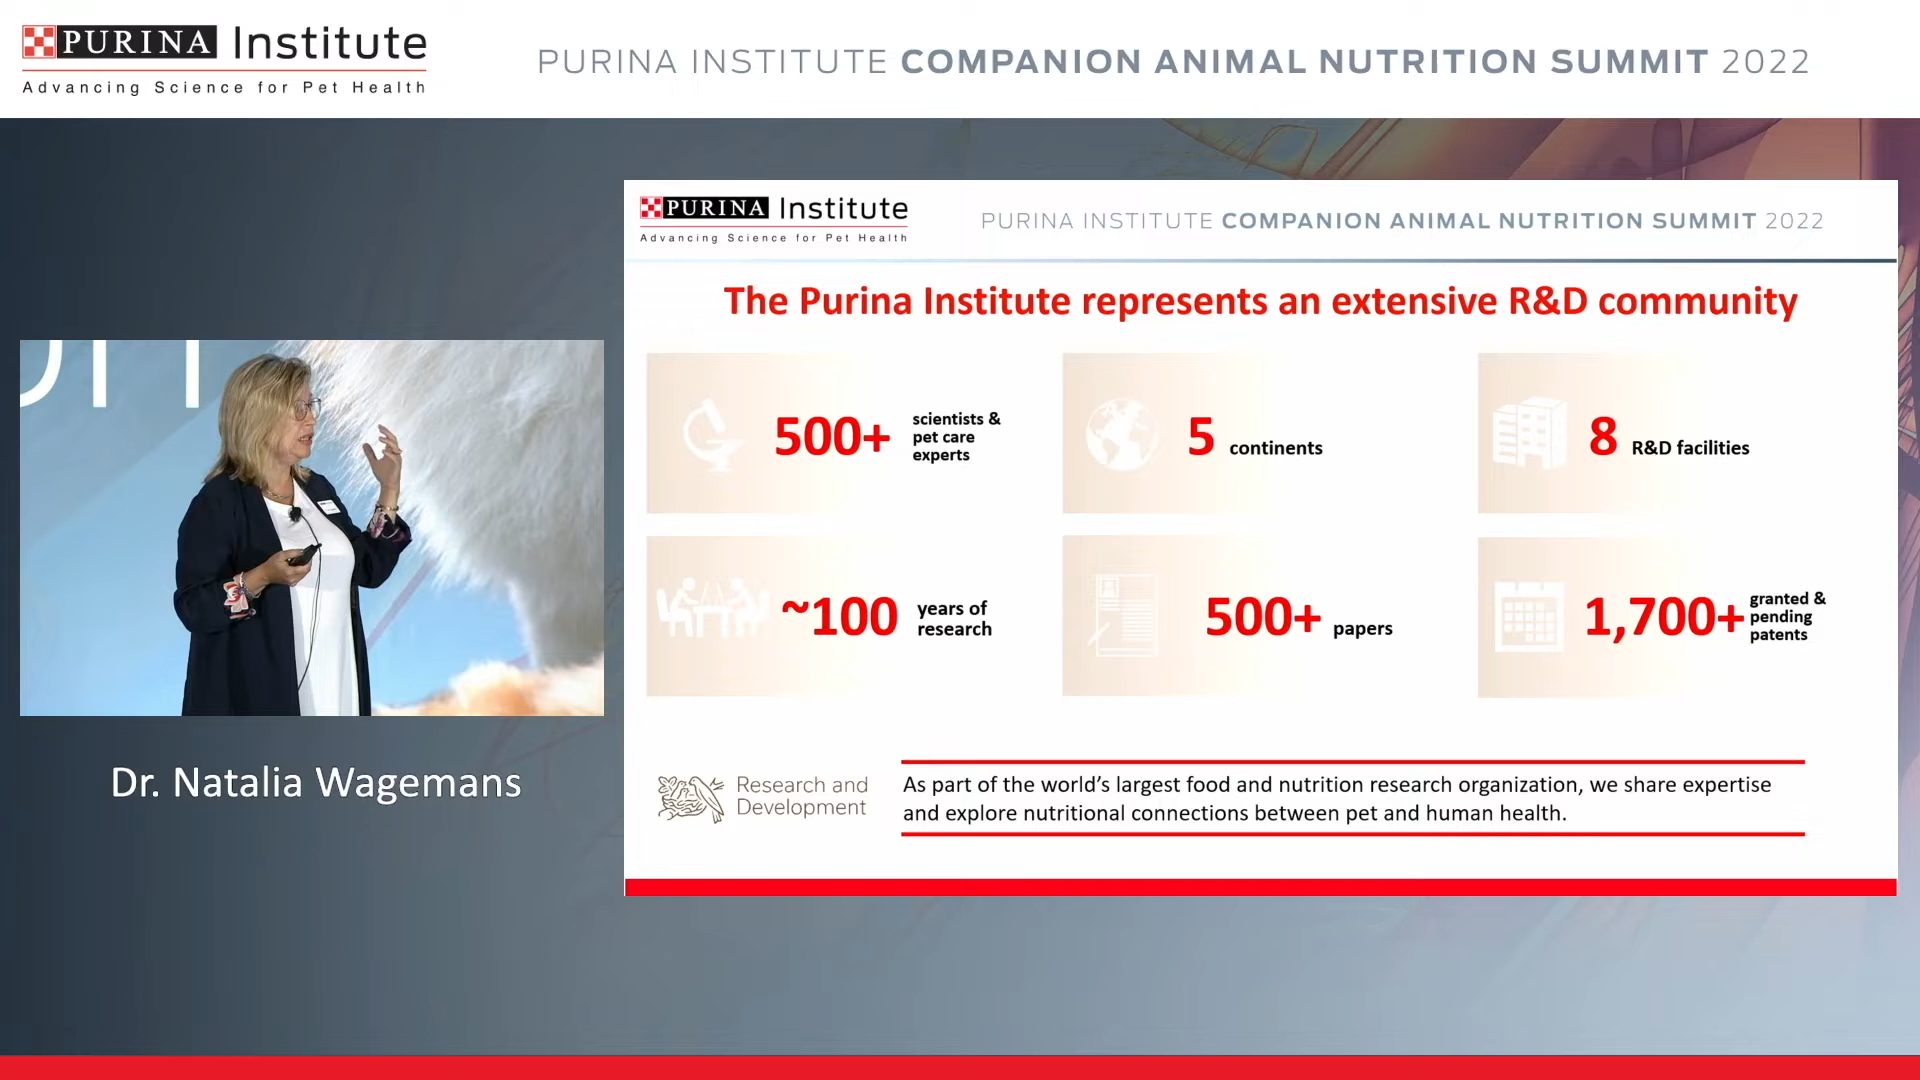 PURINA Institute
Advancing Science for Pet Health
PURINA INSTITUTE COMPANION ANIMAL NUTRITION SUMMIT 2022
PURINA Institute
Advancing Science for Pet Health
PURINA INSTITUTE COMPANION ANIMAL NUTRITION SUMMIT 2022
The Purina Institute represents an extensive R&D community
500+ scientists &
pet care
experts
5 continents
8 R&D facilities
~100 years of
research
500+ papers
1,700+ granted &
pending
patents
Research and
Development
As part of the world's largest food and nutrition research organization, we share expertise
and explore nutritional connections between pet and human health.
Dr. Natalia Wagemans